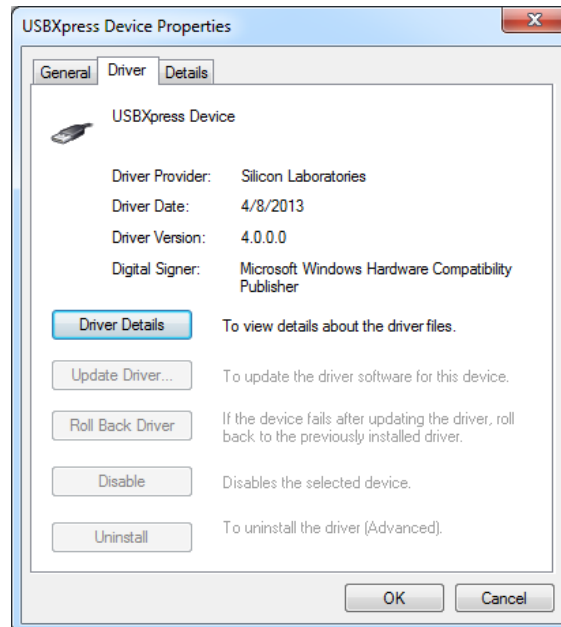 USBXpress Device Properties
x
General Driver Details
USBXpress Device
Driver Provider: Silicon Laboratories
Driver Date: 4/8/2013
Driver Version: 4.0.0.0
Digital Signer: Microsoft Windows Hardware Compatibility
Publisher
Driver Details To view details about the driver files.
Update Driver... To update the driver software for this device.
Roll Back Driver If the device fails after updating the driver, roll
back to the previously installed driver.
Disable Disables the selected device.
Uninstall To uninstall the driver (Advanced).
OK Cancel